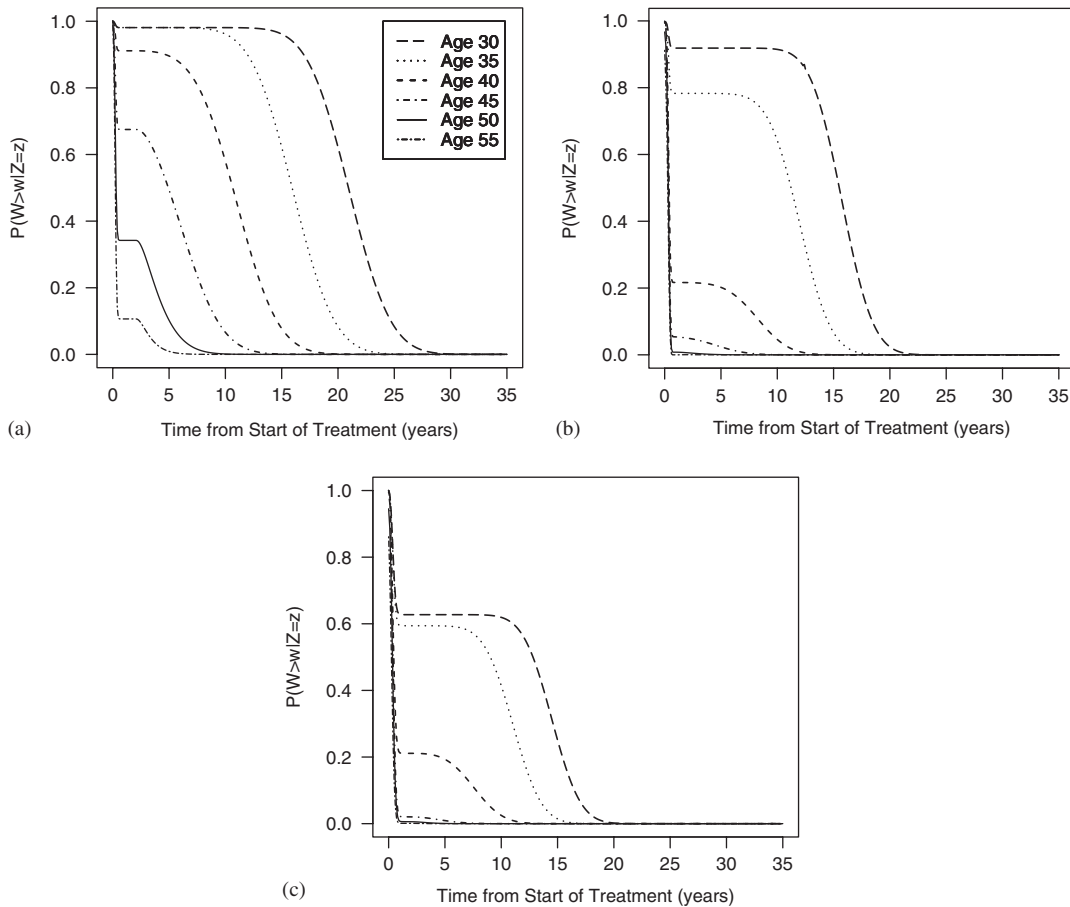 1.0
0.8
0.6
0.4
0.2
0.0
P(W>w|Z=z)
Age 30
Age 35
Age 40
Age 45
Age 50
Age 55
0 5 10 15 20 25 30 35
(a) Time from Start of Treatment (years)
1.0
0.8
0.6
0.4
0.2
0.0
P(W>w|Z=z)
0 5 10 15 20 25 30 35
(b) Time from Start of Treatment (years)
1.0
0.8
0.6
0.4
0.2
0.0
P(W>w|Z=z)
0 5 10 15 20 25 30 35
(c) Time from Start of Treatment (years)